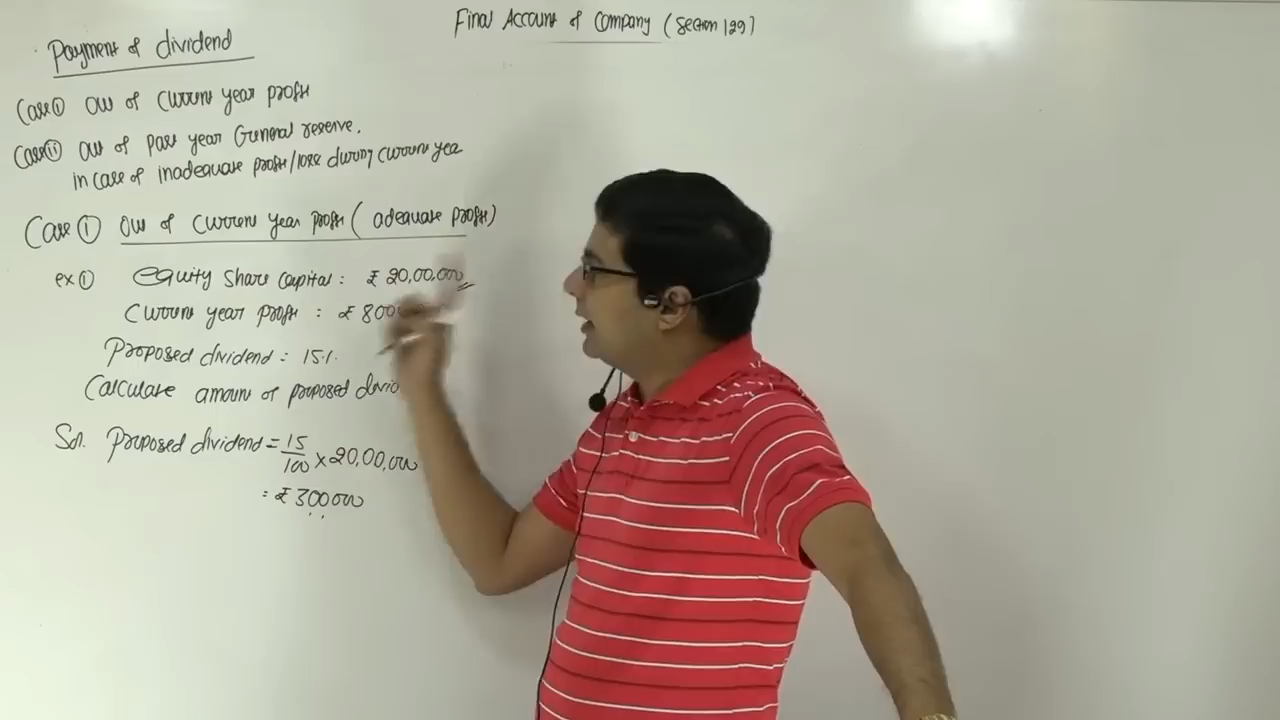 Final Account of Company (Section 129)
Payment of dividend
Case ① Out of Current year profit
Case ⑪ Out of Past year General reserve.
in case of inadequate profit/loss during current year
Case ① Out of Current year profit (adequate profit)
ex ① equity share capital : ₹ 20,00,000
Current year profit : ₹ 800
Proposed dividend : 15%.
Calculate amount of proposed
Sol. Proposed dividend = 15/100 × 20,00,000
= ₹ 300000